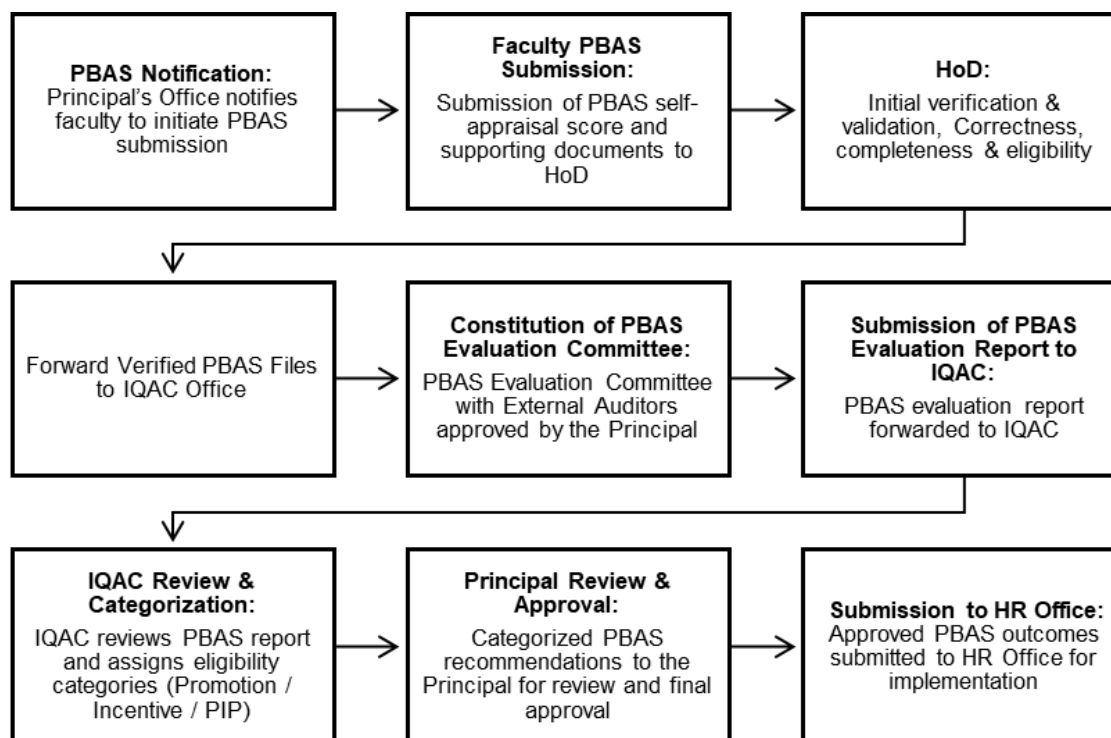 PBAS Notification:
Principal's Office notifies
faculty to initiate PBAS
submission
Faculty PBAS
Submission:
Submission of PBAS self-
appraisal score and
supporting documents to
HoD
HoD:
Initial verification &
validation, Correctness,
completeness & eligibility
Forward Verified PBAS Files
to IQAC Office
Constitution of PBAS
Evaluation Committee:
PBAS Evaluation Committee
with External Auditors
approved by the Principal
Submission of PBAS
Evaluation Report to
IQAC:
PBAS evaluation report
forwarded to IQAC
IQAC Review &
Categorization:
IQAC reviews PBAS report
and assigns eligibility
categories (Promotion /
Incentive / PIP)
Principal Review &
Approval:
Categorized PBAS
recommendations to the
Principal for review and final
approval
Submission to HR Office:
Approved PBAS outcomes
submitted to HR Office for
implementation